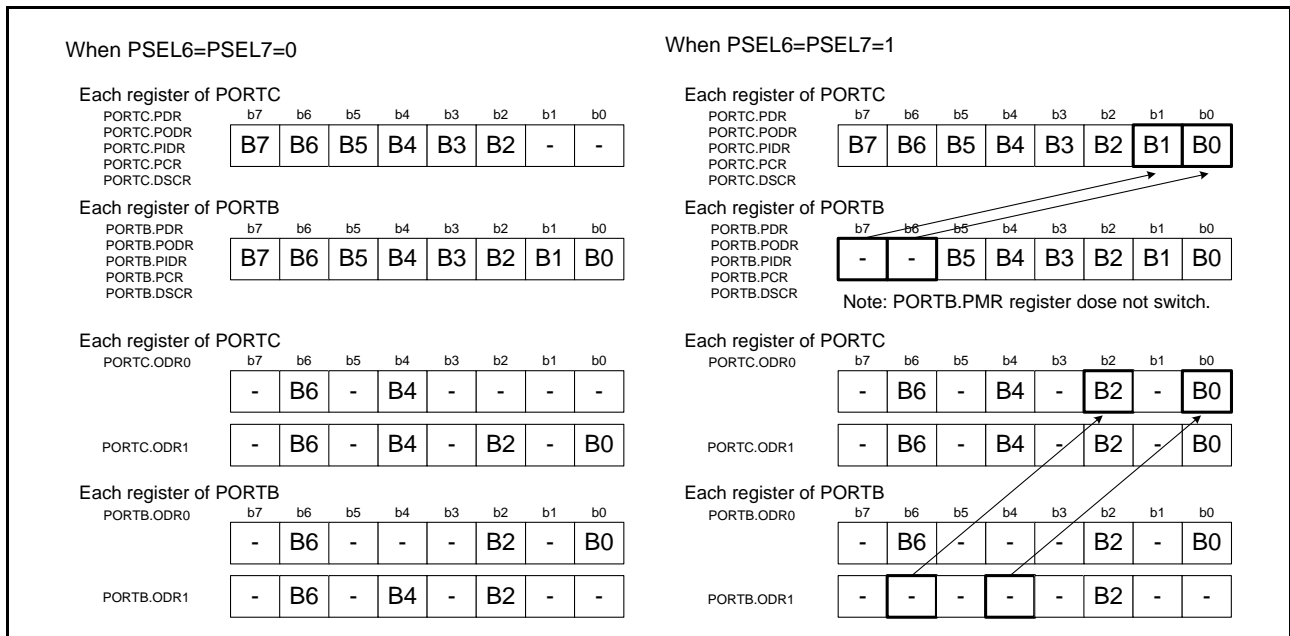 When PSEL6=PSEL7=0
Each register of PORTC
PORTC.PDR
PORTC.PODR
PORTC.PIDR
PORTC.PCR
PORTC.DSCR
b7 b6 b5 b4 b3 b2 b1 b0
B7 B6 B5 B4 B3 B2 - -
Each register of PORTB
PORTB.PDR
PORTB.PODR
PORTB.PIDR
PORTB.PCR
PORTB.DSCR
b7 b6 b5 b4 b3 b2 b1 b0
B7 B6 B5 B4 B3 B2 B1 B0
Each register of PORTC
PORTC.ODR0
b7 b6 b5 b4 b3 b2 b1 b0
- B6 - B4 - - - -
PORTC.ODR1
- B6 - B4 - B2 - B0
Each register of PORTB
PORTB.ODR0
b7 b6 b5 b4 b3 b2 b1 b0
- B6 - - - B2 - B0
PORTB.ODR1
- B6 - B4 - B2 - -
When PSEL6=PSEL7=1
Each register of PORTC
PORTC.PDR
PORTC.PODR
PORTC.PIDR
PORTC.PCR
PORTC.DSCR
b7 b6 b5 b4 b3 b2 b1 b0
B7 B6 B5 B4 B3 B2 B1 B0
Each register of PORTB
PORTB.PDR
PORTB.PODR
PORTB.PIDR
PORTB.PCR
PORTB.DSCR
b7 b6 b5 b4 b3 b2 b1 b0
- - B5 B4 B3 B2 B1 B0
Note: PORTB.PMR register dose not switch.
Each register of PORTC
PORTC.ODR0
b7 b6 b5 b4 b3 b2 b1 b0
- B6 - B4 - B2 - B0
PORTC.ODR1
- B6 - B4 - B2 - B0
Each register of PORTB
PORTB.ODR0
b7 b6 b5 b4 b3 b2 b1 b0
- B6 - - - B2 - B0
PORTB.ODR1
- - - - - B2 - -